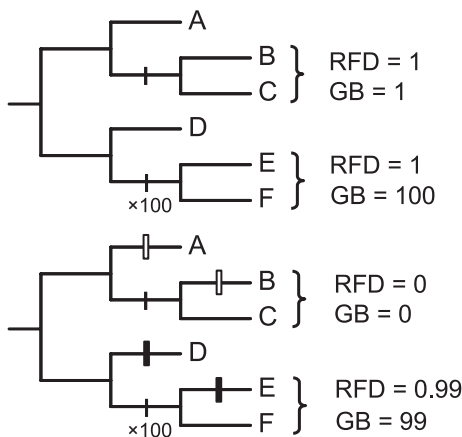 A
B
C
RFD = 1
GB = 1
D
E
F
RFD = 1
GB = 100
×100
A
B
C
RFD = 0
GB = 0
D
E
F
RFD = 0.99
GB = 99
×100